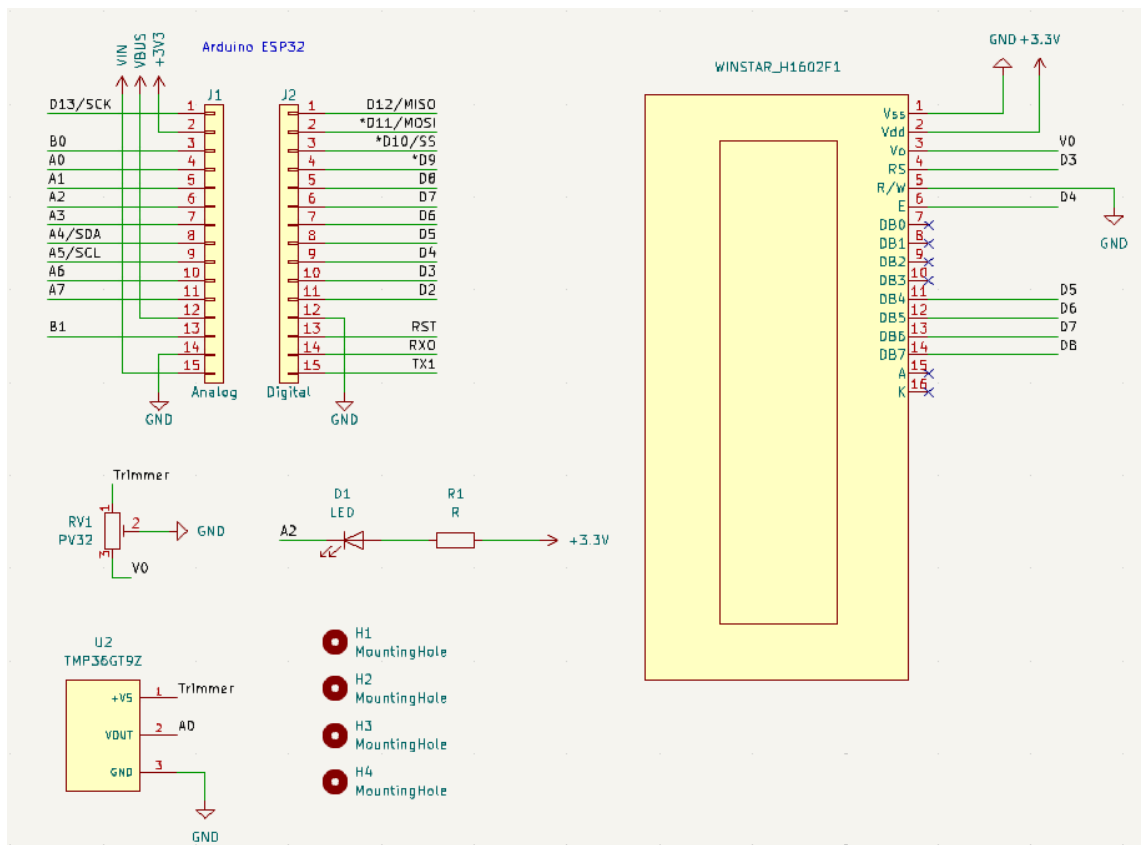 Arduino ESP32
VIN
VBUS
+3V3
J1
D13/SCK 1
2
B0 3
A0 4
A1 5
A2 6
A3 7
A4/SDA 8
A5/SCL 9
A6 10
A7 11
12
B1 13
14
15
Analog
GND
J2
1 D12/MISO
2 *D11/MOSI
3 *D10/SS
4 *D9
5 D8
6 D7
7 D6
8 D5
9 D4
10 D3
11 D2
12
13 RST
14 RX0
15 TX1
Digital
GND
WINSTAR_H1602F1
GND +3.3V
Vss 1
Vdd 2
Vo 3 V0
RS 4 D3
R/W 5
E 6 D4
GND
DB0 7
DB1 8
DB2 9
DB3 10
DB4 11 D5
DB5 12 D6
DB6 13 D7
DB7 14 D8
A 15
K 16
Trimmer
1
RV1
PV32
2
GND
3
V0
D1
LED
A2
R1
R
+3.3V
U2
TMP36GT9Z
+VS 1 Trimmer
VOUT 2 A0
GND 3
GND
H1
MountingHole
H2
MountingHole
H3
MountingHole
H4
MountingHole